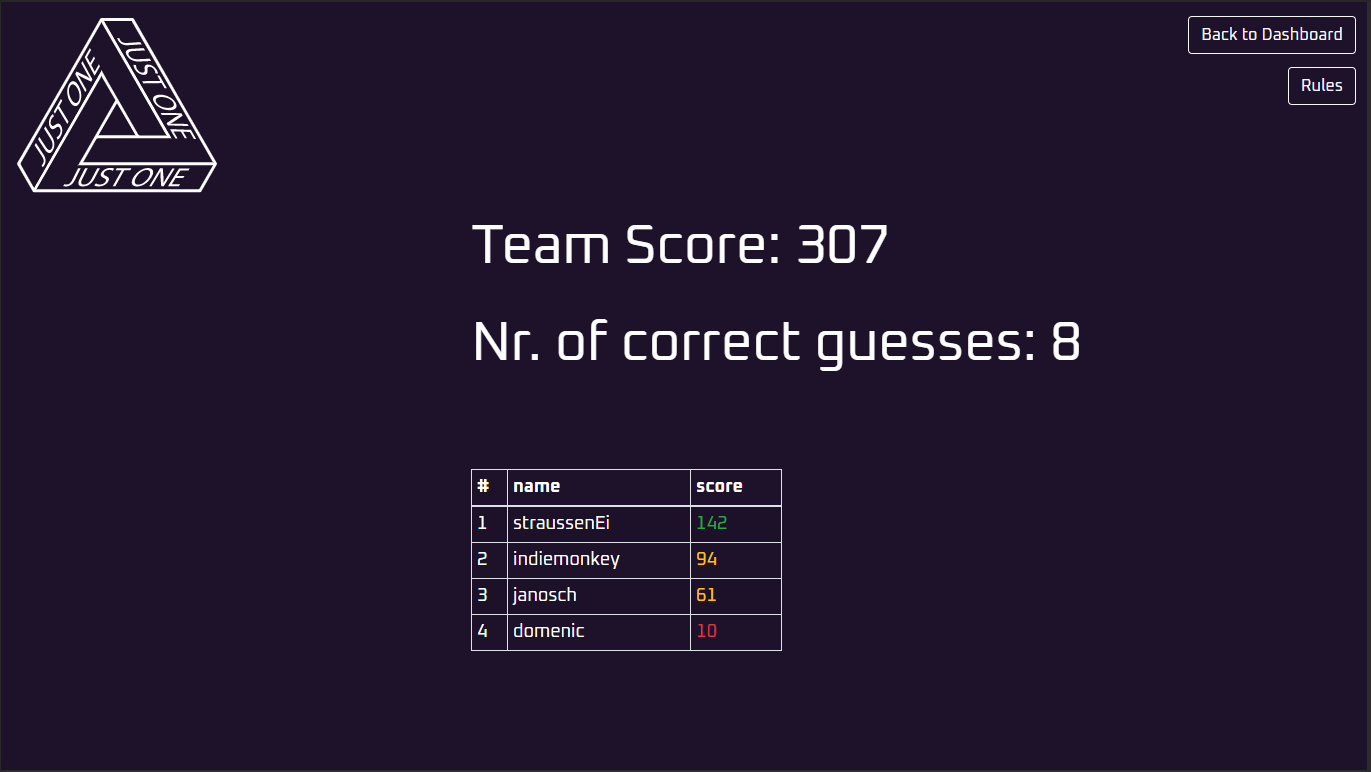 JUST ONE
JUST ONE
JUST ONE
Back to Dashboard
Rules
Team Score: 307
Nr. of correct guesses: 8
# name score
1 straussenEi 142
2 indiemonkey 94
3 janosch 61
4 domenic 10